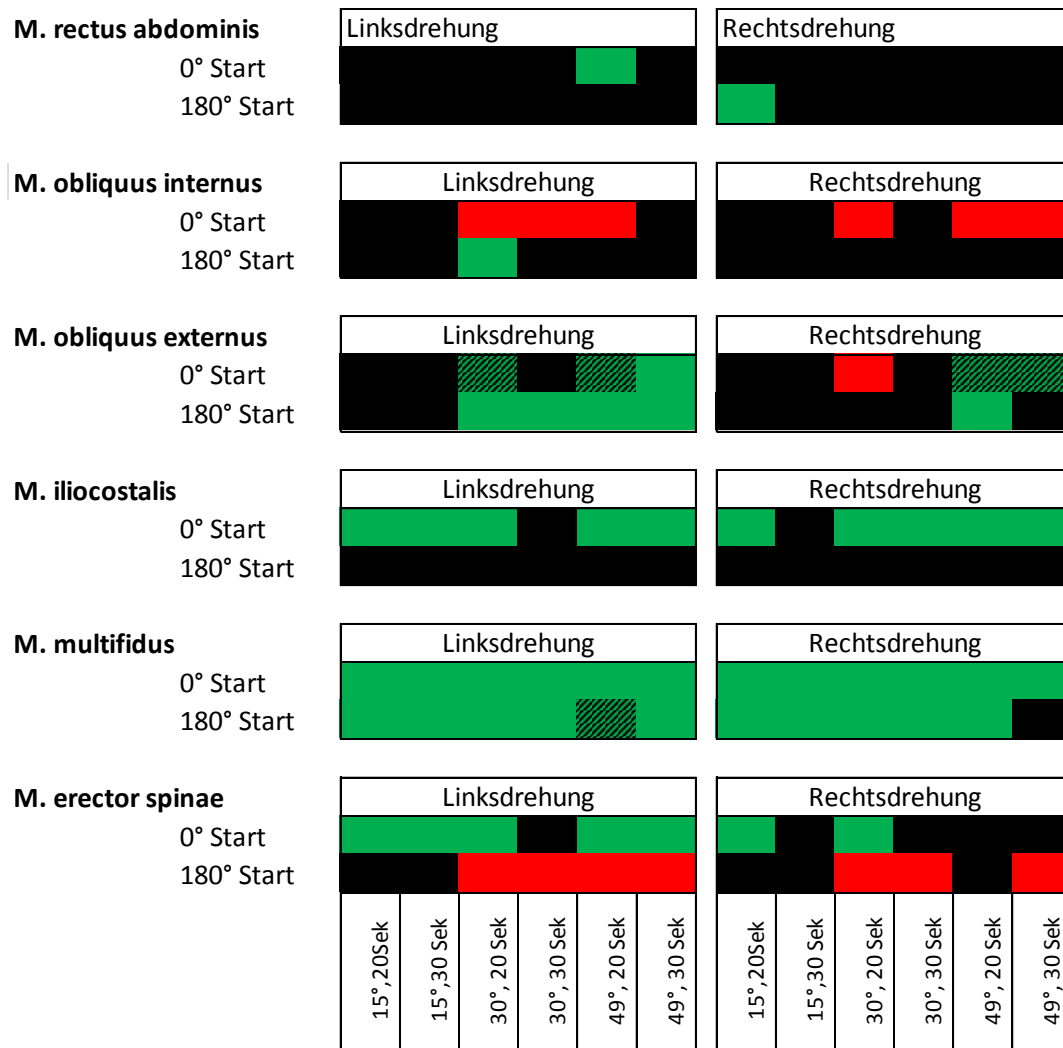 M. rectus abdominis Linksdrehung Rechtsdrehung
0° Start
180° Start
M. obliquus internus Linksdrehung Rechtsdrehung
0° Start
180° Start
M. obliquus externus Linksdrehung Rechtsdrehung
0° Start
180° Start
M. iliocostalis Linksdrehung Rechtsdrehung
0° Start
180° Start
M. multifidus Linksdrehung Rechtsdrehung
0° Start
180° Start
M. erector spinae Linksdrehung Rechtsdrehung
0° Start
180° Start
15°,20Sek
15°,30 Sek
30°, 20 Sek
30°, 30 Sek
49°, 20 Sek
49°, 30 Sek
15°,20Sek
15°,30 Sek
30°, 20 Sek
30°, 30 Sek
49°, 20 Sek
49°, 30 Sek